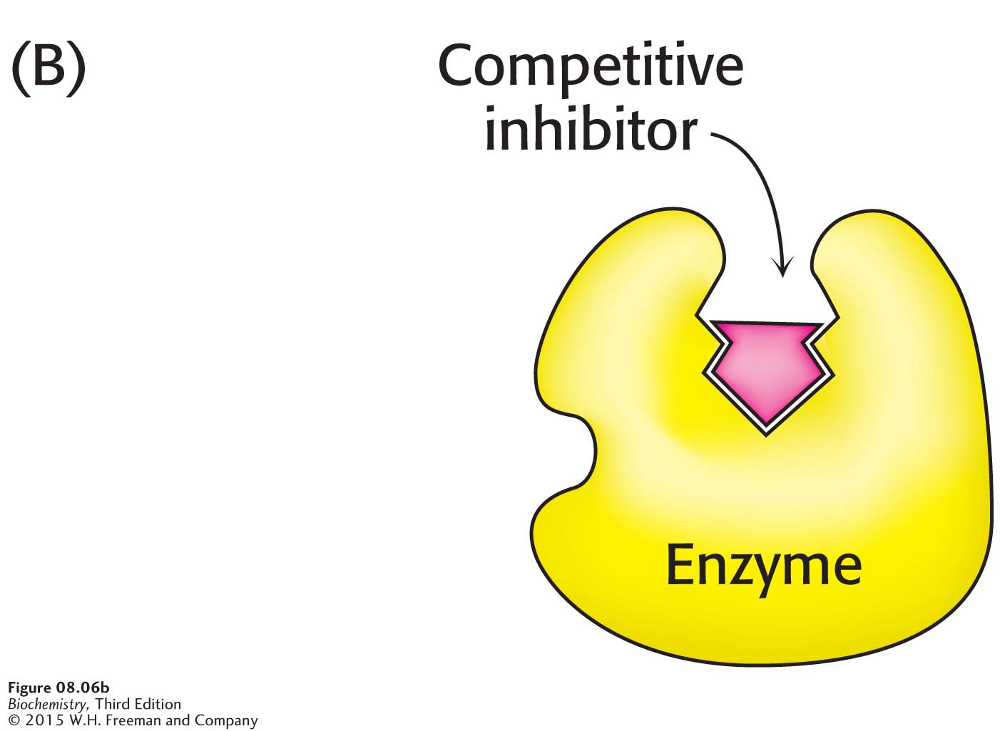 (B)
Competitive
inhibitor
Enzyme
Figure 08.06b
Biochemistry, Third Edition
© 2015 W.H. Freeman and Company